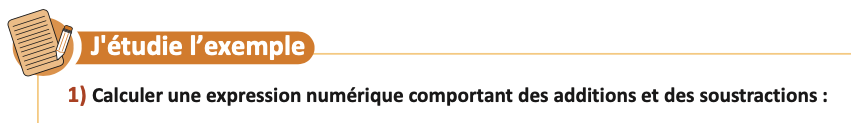 J'étudie l'exemple
1) Calculer une expression numérique comportant des additions et des soustractions :